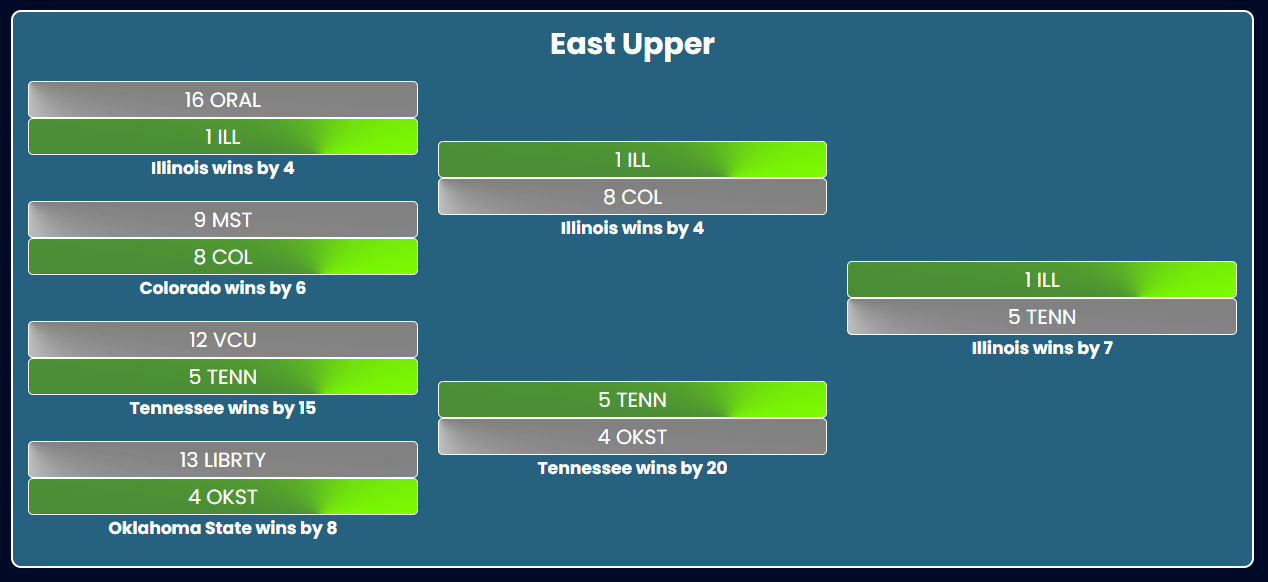 East Upper
16 ORAL
1 ILL
Illinois wins by 4
9 MST
8 COL
Colorado wins by 6
12 VCU
5 TENN
Tennessee wins by 15
13 LIBRTY
4 OKST
Oklahoma State wins by 8
1 ILL
8 COL
Illinois wins by 4
5 TENN
4 OKST
Tennessee wins by 20
1 ILL
5 TENN
Illinois wins by 7